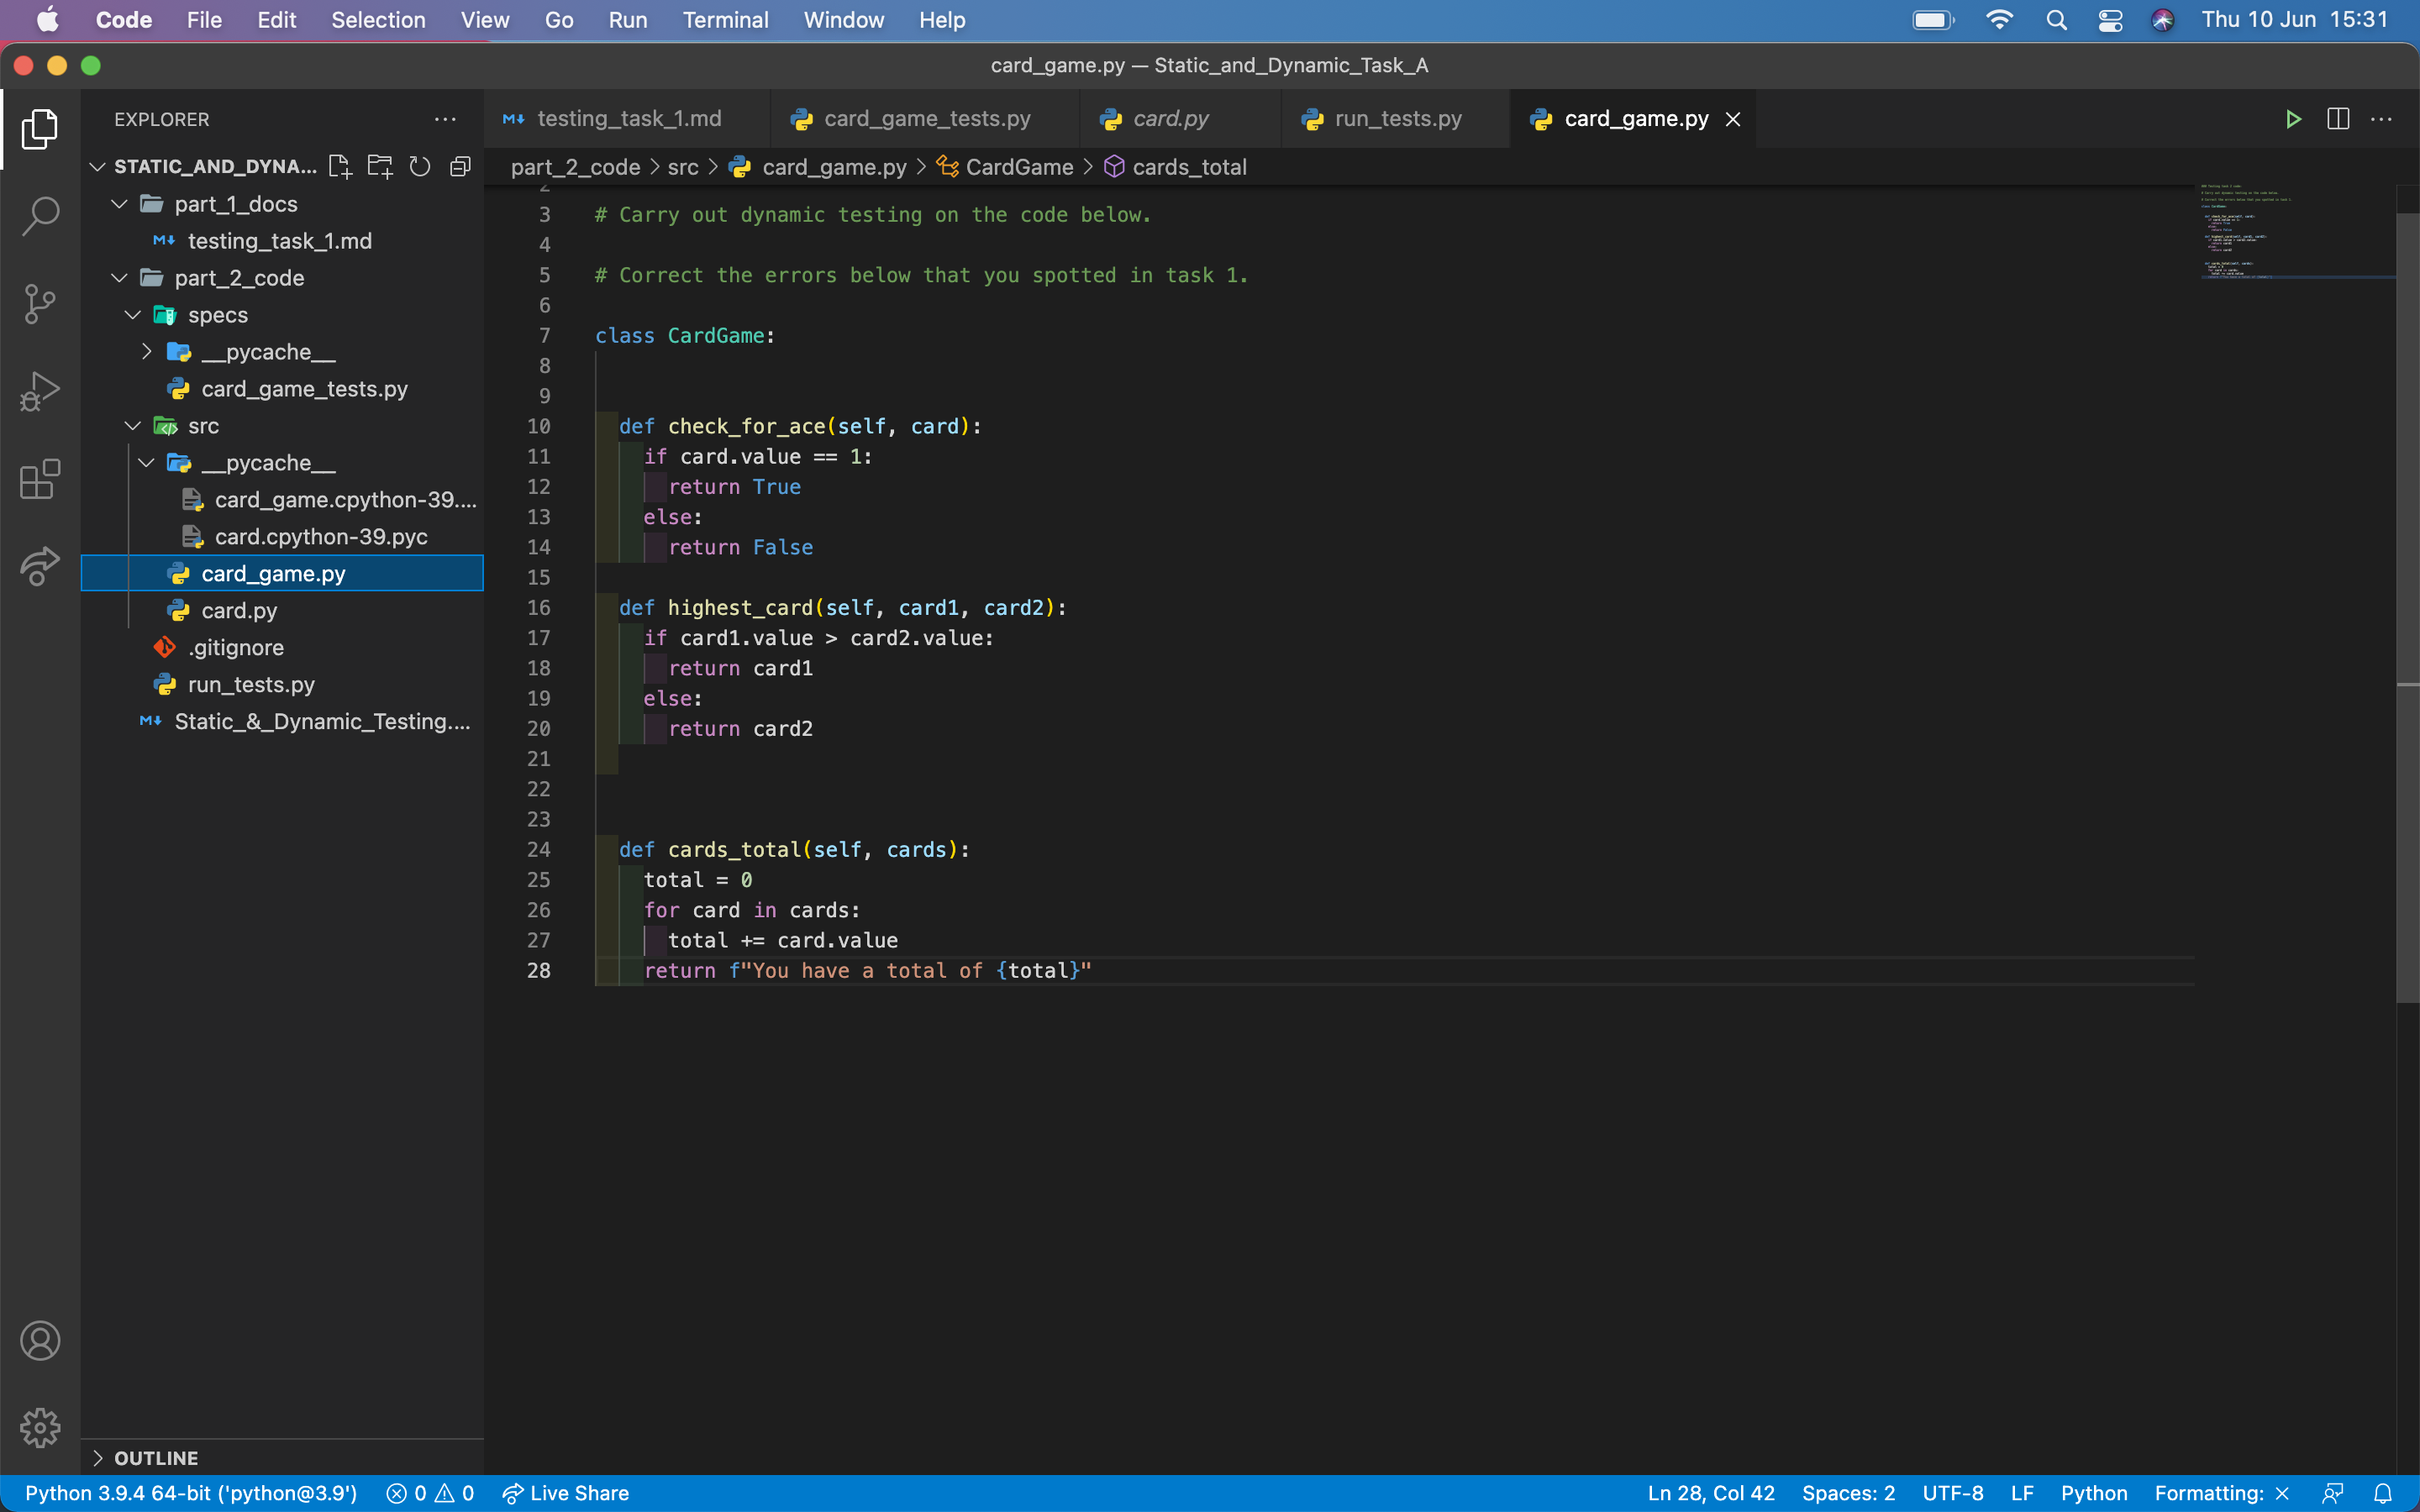 Code File Edit Selection View Go Run Terminal Window Help Thu 10 Jun 15:31
card_game.py — Static_and_Dynamic_Task_A
EXPLORER
STATIC_AND_DYNA...
part_1_docs
testing_task_1.md
part_2_code
specs
__pycache__
card_game_tests.py
src
__pycache__
card_game.cpython-39....
card.cpython-39.pyc
card_game.py
card.py
.gitignore
run_tests.py
Static_&_Dynamic_Testing....
OUTLINE
testing_task_1.md card_game_tests.py card.py run_tests.py card_game.py
part_2_code > src > card_game.py > CardGame > cards_total
2
3 # Carry out dynamic testing on the code below.
4
5 # Correct the errors below that you spotted in task 1.
6
7 class CardGame:
8
9
10 def check_for_ace(self, card):
11 if card.value == 1:
12 return True
13 else:
14 return False
15
16 def highest_card(self, card1, card2):
17 if card1.value > card2.value:
18 return card1
19 else:
20 return card2
21
22
23
24 def cards_total(self, cards):
25 total = 0
26 for card in cards:
27 total += card.value
28 return f"You have a total of {total}"
Python 3.9.4 64-bit ('python@3.9') 0 0 Live Share Ln 28, Col 42 Spaces: 2 UTF-8 LF Python Formatting: ×